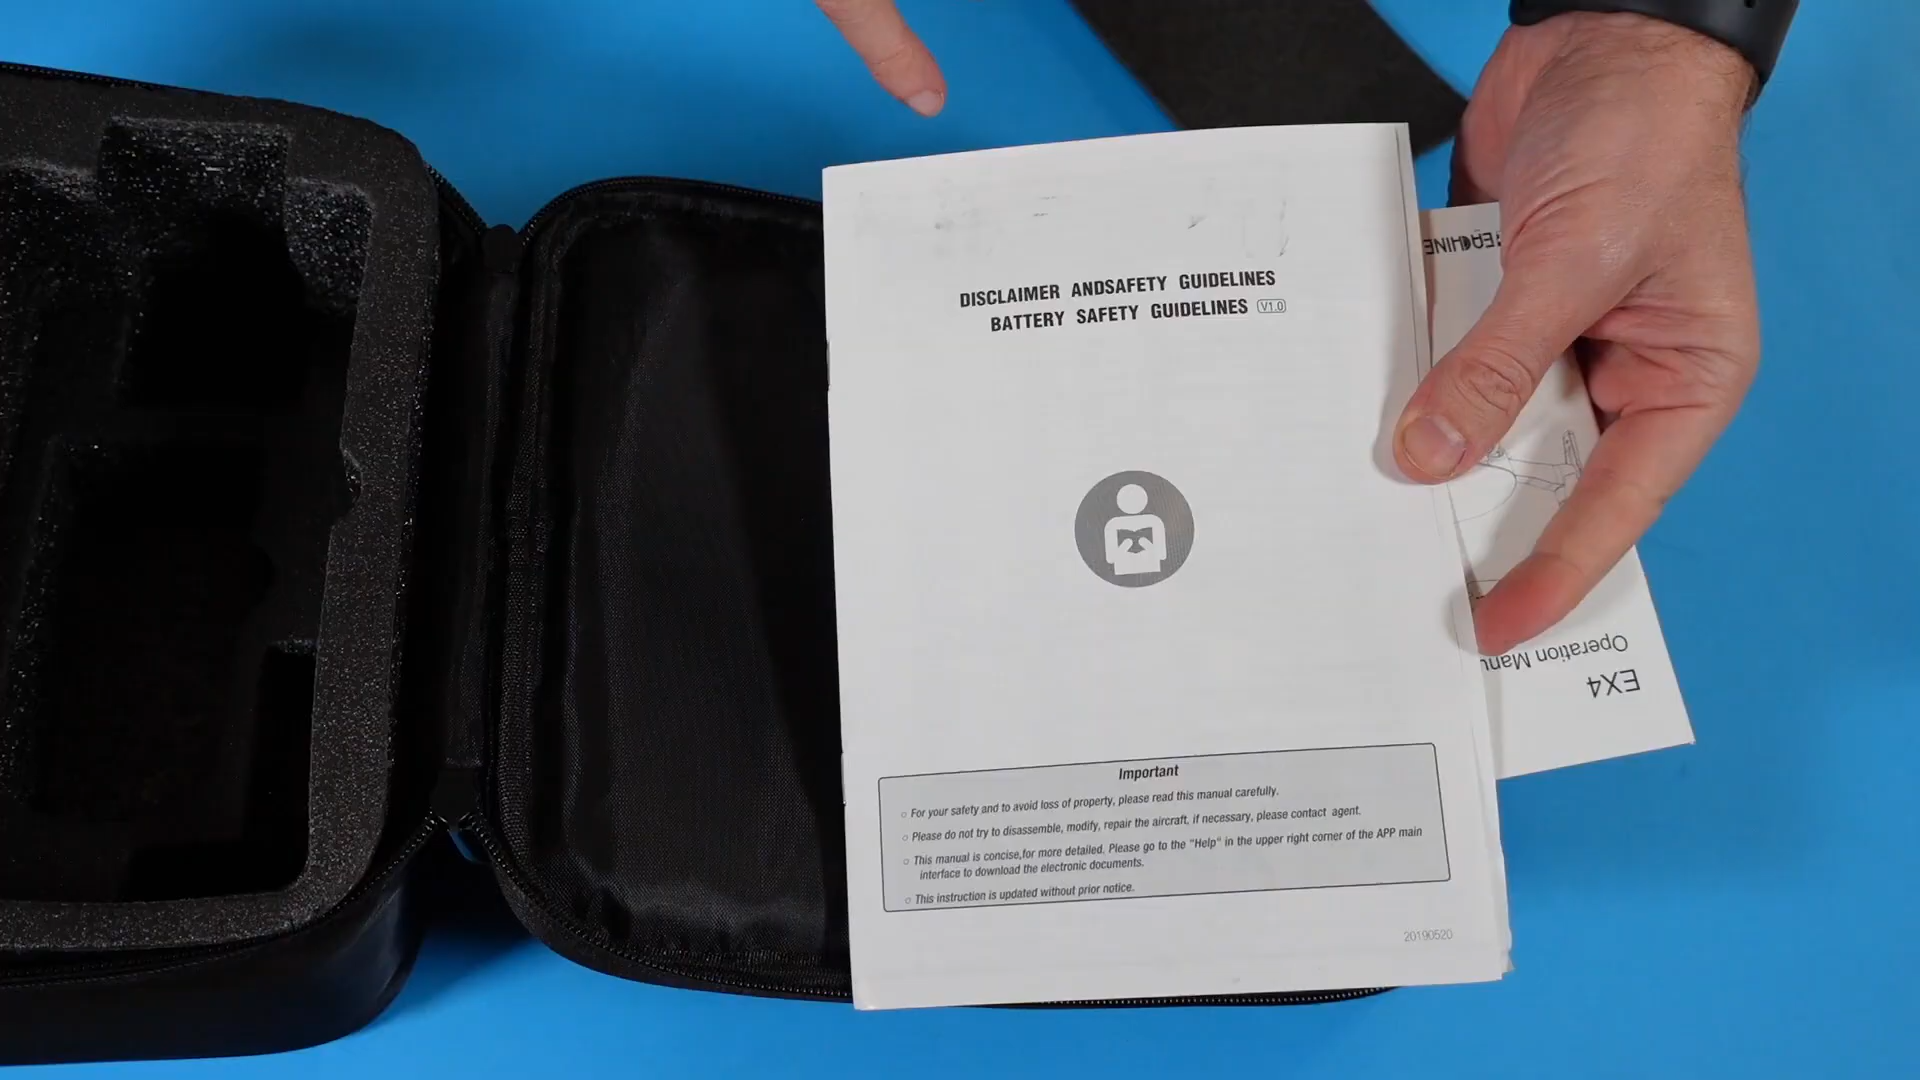 DISCLAIMER ANDSAFETY GUIDELINES
BATTERY SAFETY GUIDELINES V1.0
Important
○ For your safety and to avoid loss of property, please read this manual carefully.
○ Please do not try to disassemble, modify, repair the aircraft, if necessary, please contact agent.
○ This manual is concise,for more detailed. Please go to the "Help" in the upper right corner of the APP main
interface to download the electronic documents.
○ This instruction is updated without prior notice.
20190520
EX4
Operation